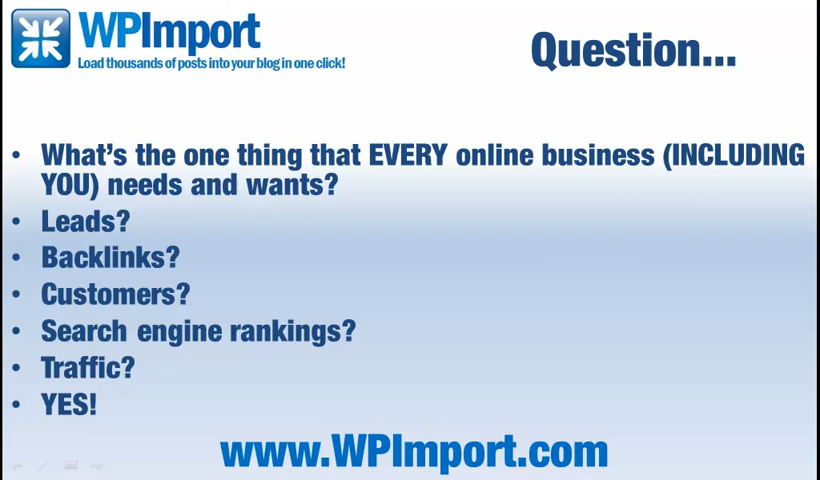 WPImport
Load thousands of posts into your blog in one click!
Question...
• What's the one thing that EVERY online business (INCLUDING
YOU) needs and wants?
• Leads?
• Backlinks?
• Customers?
• Search engine rankings?
• Traffic?
• YES!
www.WPImport.com